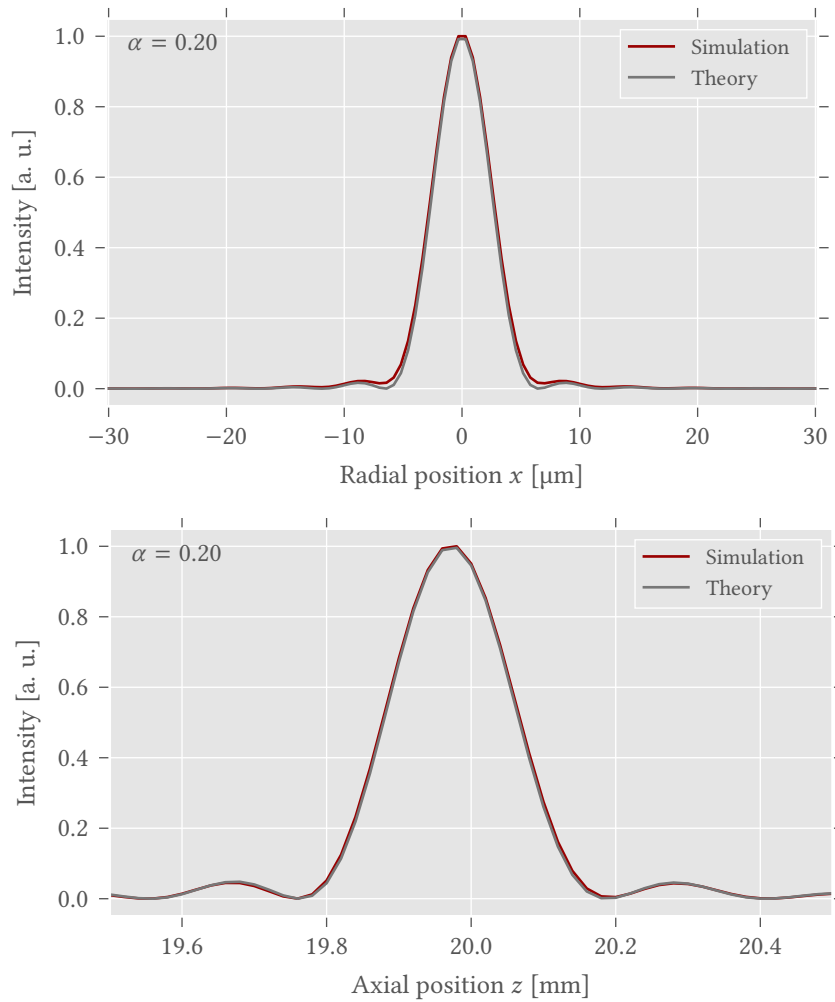 α = 0.20
Simulation
Theory
1.0
0.8
0.6
0.4
0.2
0.0
Intensity [a. u.]
−30 −20 −10 0 10 20 30
Radial position x [µm]
α = 0.20
Simulation
Theory
1.0
0.8
0.6
0.4
0.2
0.0
Intensity [a. u.]
19.6 19.8 20.0 20.2 20.4
Axial position z [mm]